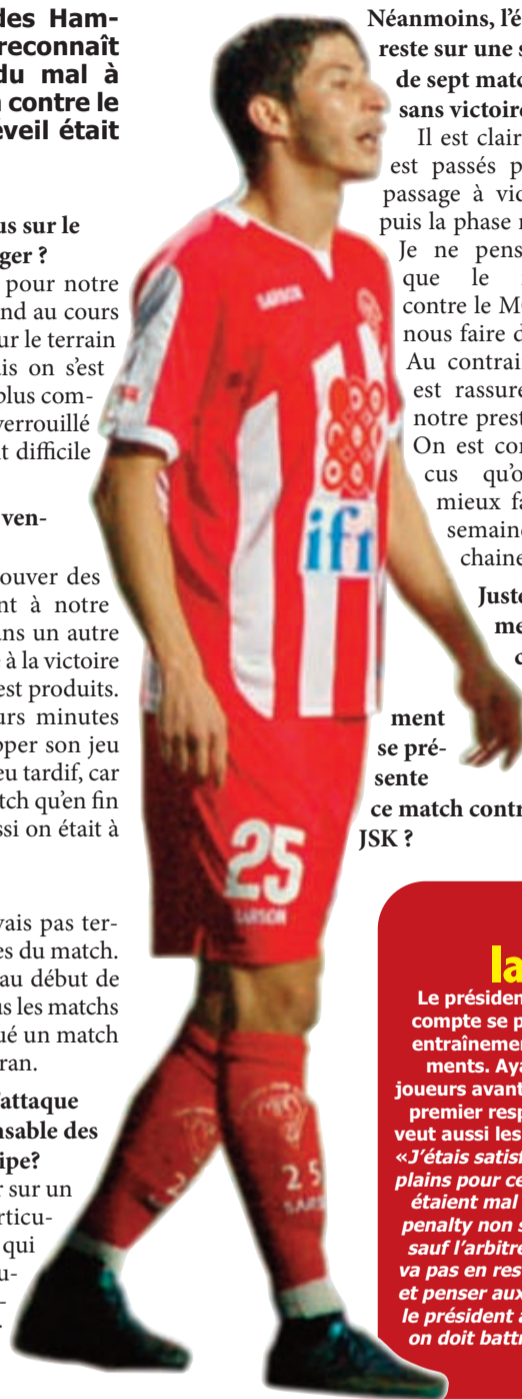 des Ham-
reconnaît
du mal à
contre le
éveil était
us sur le
ger ?
pour notre
nd au cours
ur le terrain
is on s'est
plus com-
verrouillé
t difficile
ven-
ouver des
nt à notre
ns un autre
à la victoire
est produits.
urs minutes
pper son jeu
eu tardif, car
tch qu'en fin
ssi on était à
vais pas ter-
es du match.
au début de
us les matchs
ué un match
ran.
'attaque
nsable des
ipe?
r sur un
rticu-
qui
u-
-
SARSON
ift
25
SARSON
25
SARS
Néanmoins, l'é
reste sur une s
de sept matc
sans victoire
Il est clair
est passés p
passage à vic
puis la phase r
Je ne pens
que le
contre le M
nous faire d
Au contrai
est rassuré
notre prest
On est con
cus qu'o
mieux fa
semaine
chaine
Juste
me
c
ment
se pré-
sente
ce match contr
JSK ?
la
Le président
compte se p
entraînemen
ments. Aya
joueurs avant
premier resp
veut aussi les
«J'étais satisf
plains pour ce
étaient mal
penalty non s
sauf l'arbitre
va pas en res
et penser aux
le président a
on doit battr